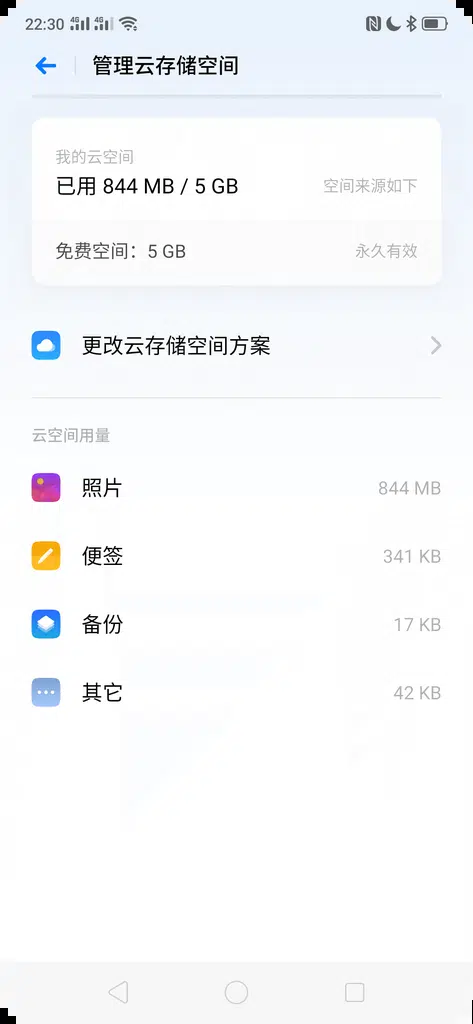 22:30 4G 4G
管理云存储空间
我的云空间
已用 844 MB / 5 GB 空间来源如下
免费空间：5 GB 永久有效
更改云存储空间方案
云空间用量
照片 844 MB
便签 341 KB
备份 17 KB
其它 42 KB